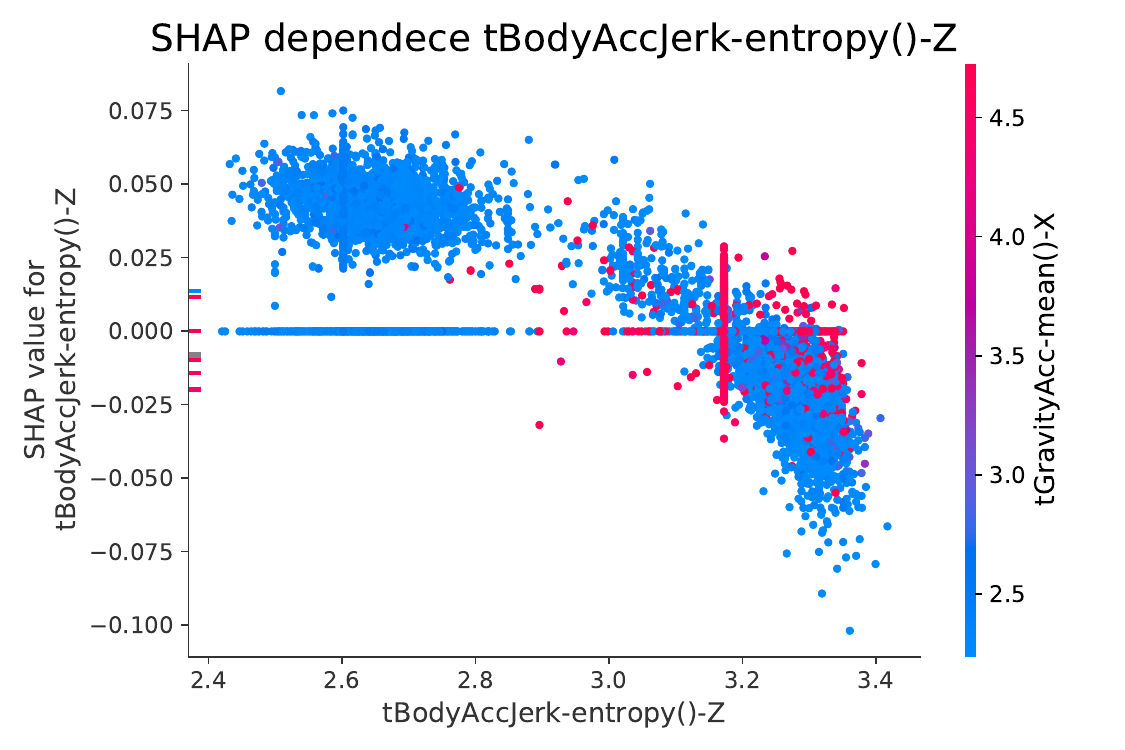 SHAP dependece tBodyAccJerk-entropy()-Z
SHAP value for
tBodyAccJerk-entropy()-Z
0.075
0.050
0.025
0.000
−0.025
−0.050
−0.075
−0.100
2.4 2.6 2.8 3.0 3.2 3.4
tBodyAccJerk-entropy()-Z
4.5
4.0
3.5
3.0
2.5
tGravityAcc-mean()-X